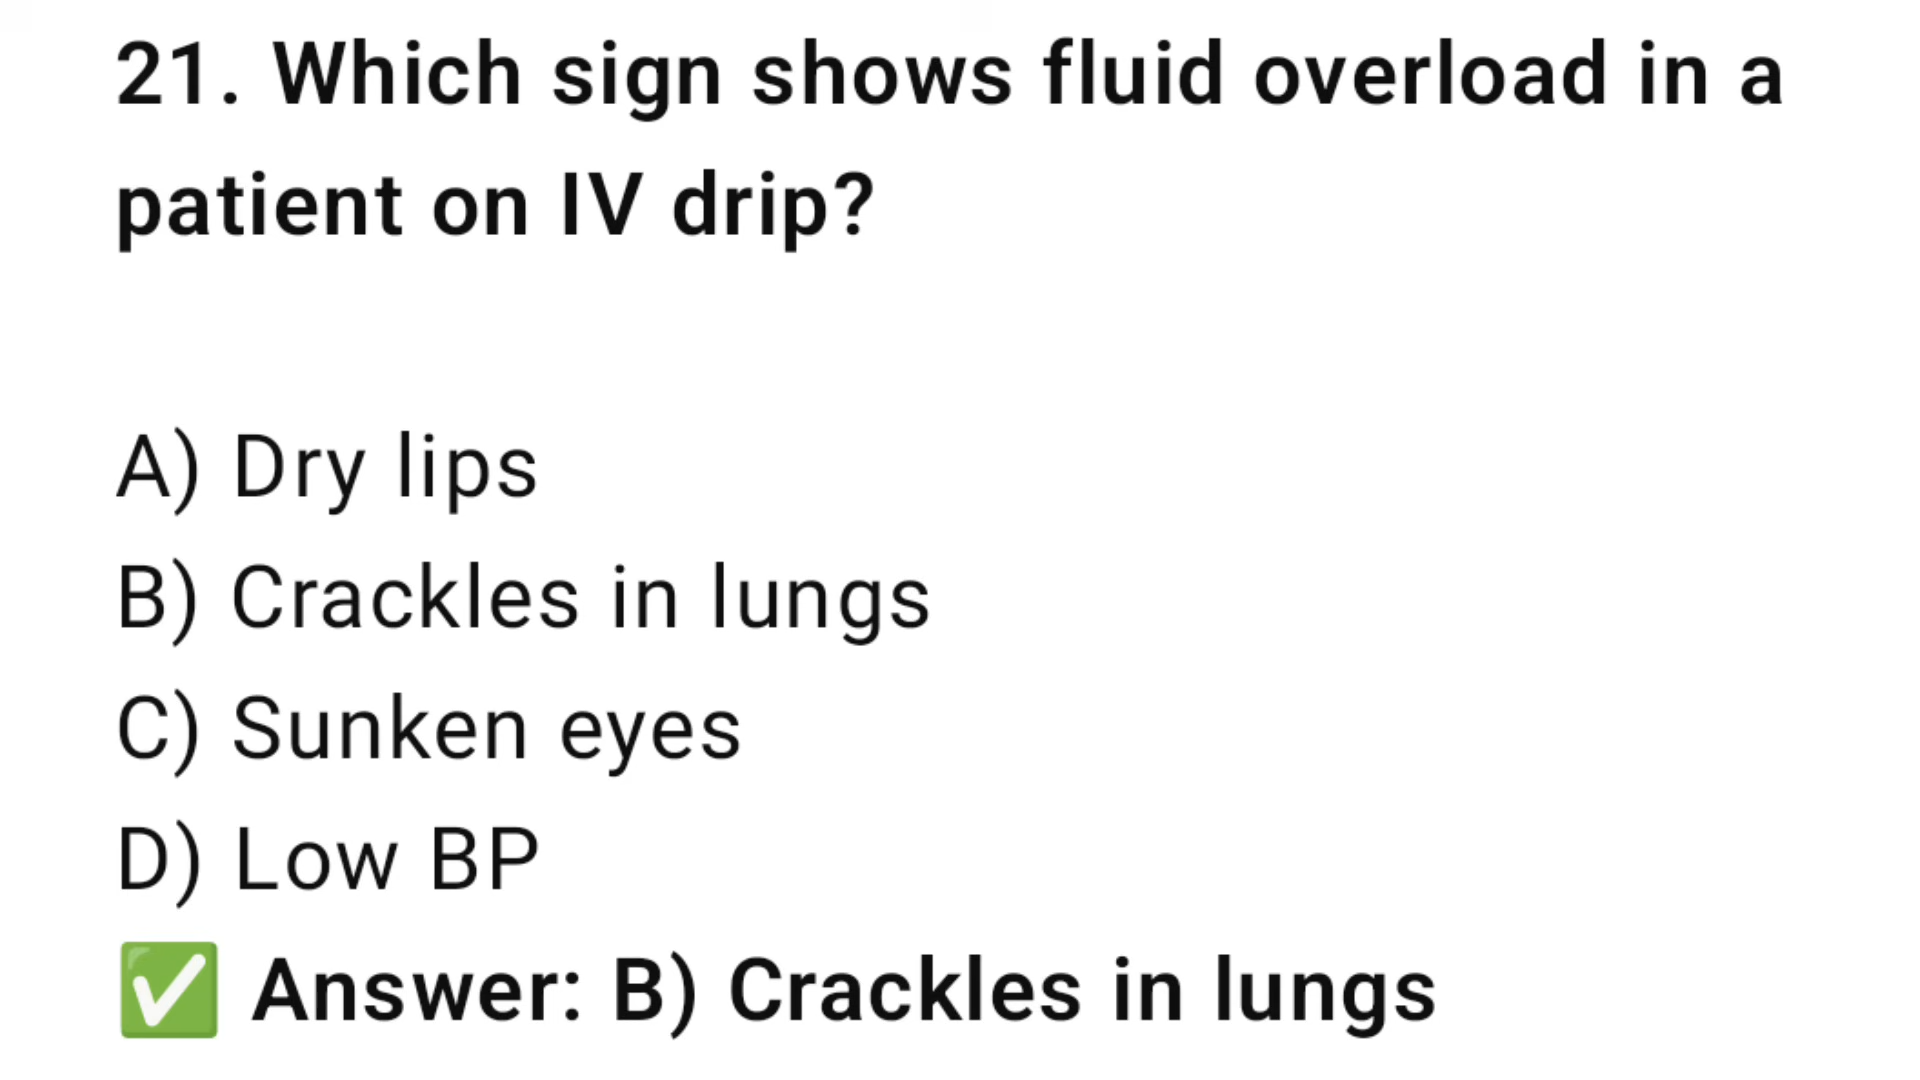 21. Which sign shows fluid overload in a
patient on IV drip?
A) Dry lips
B) Crackles in lungs
C) Sunken eyes
D) Low BP
✅ Answer: B) Crackles in lungs